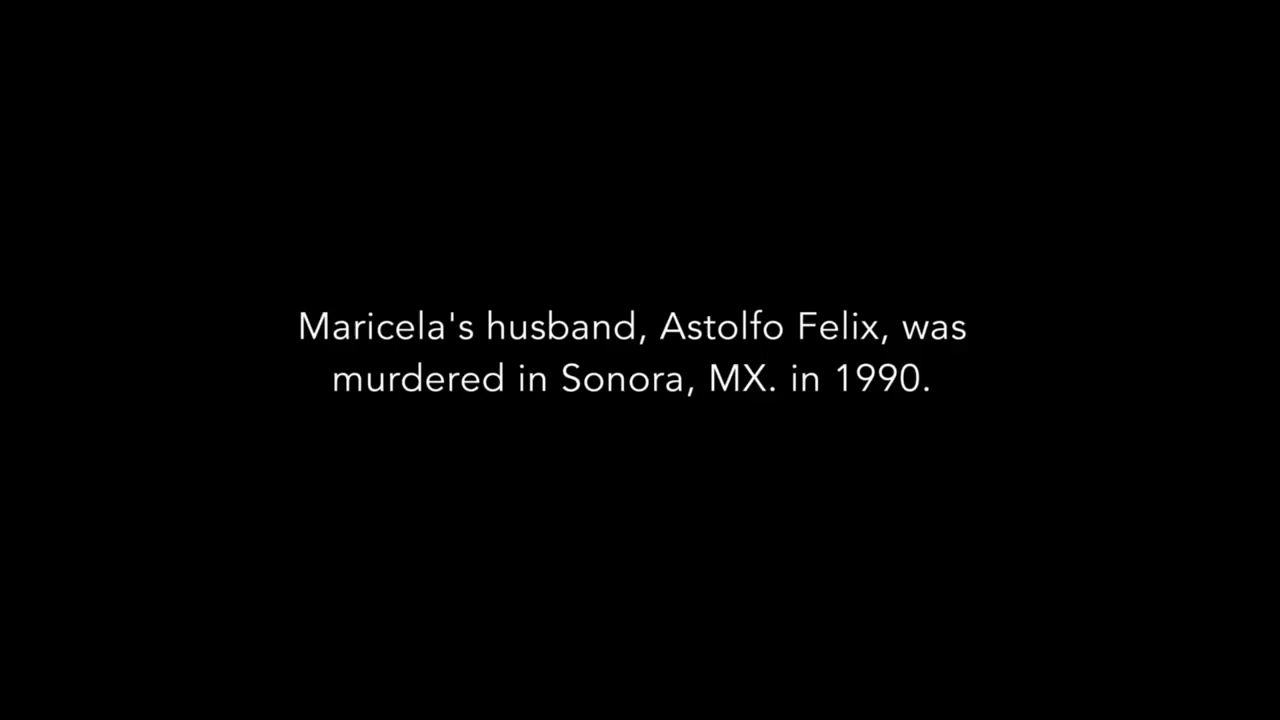 Maricela's husband, Astolfo Felix, was
murdered in Sonora, MX. in 1990.